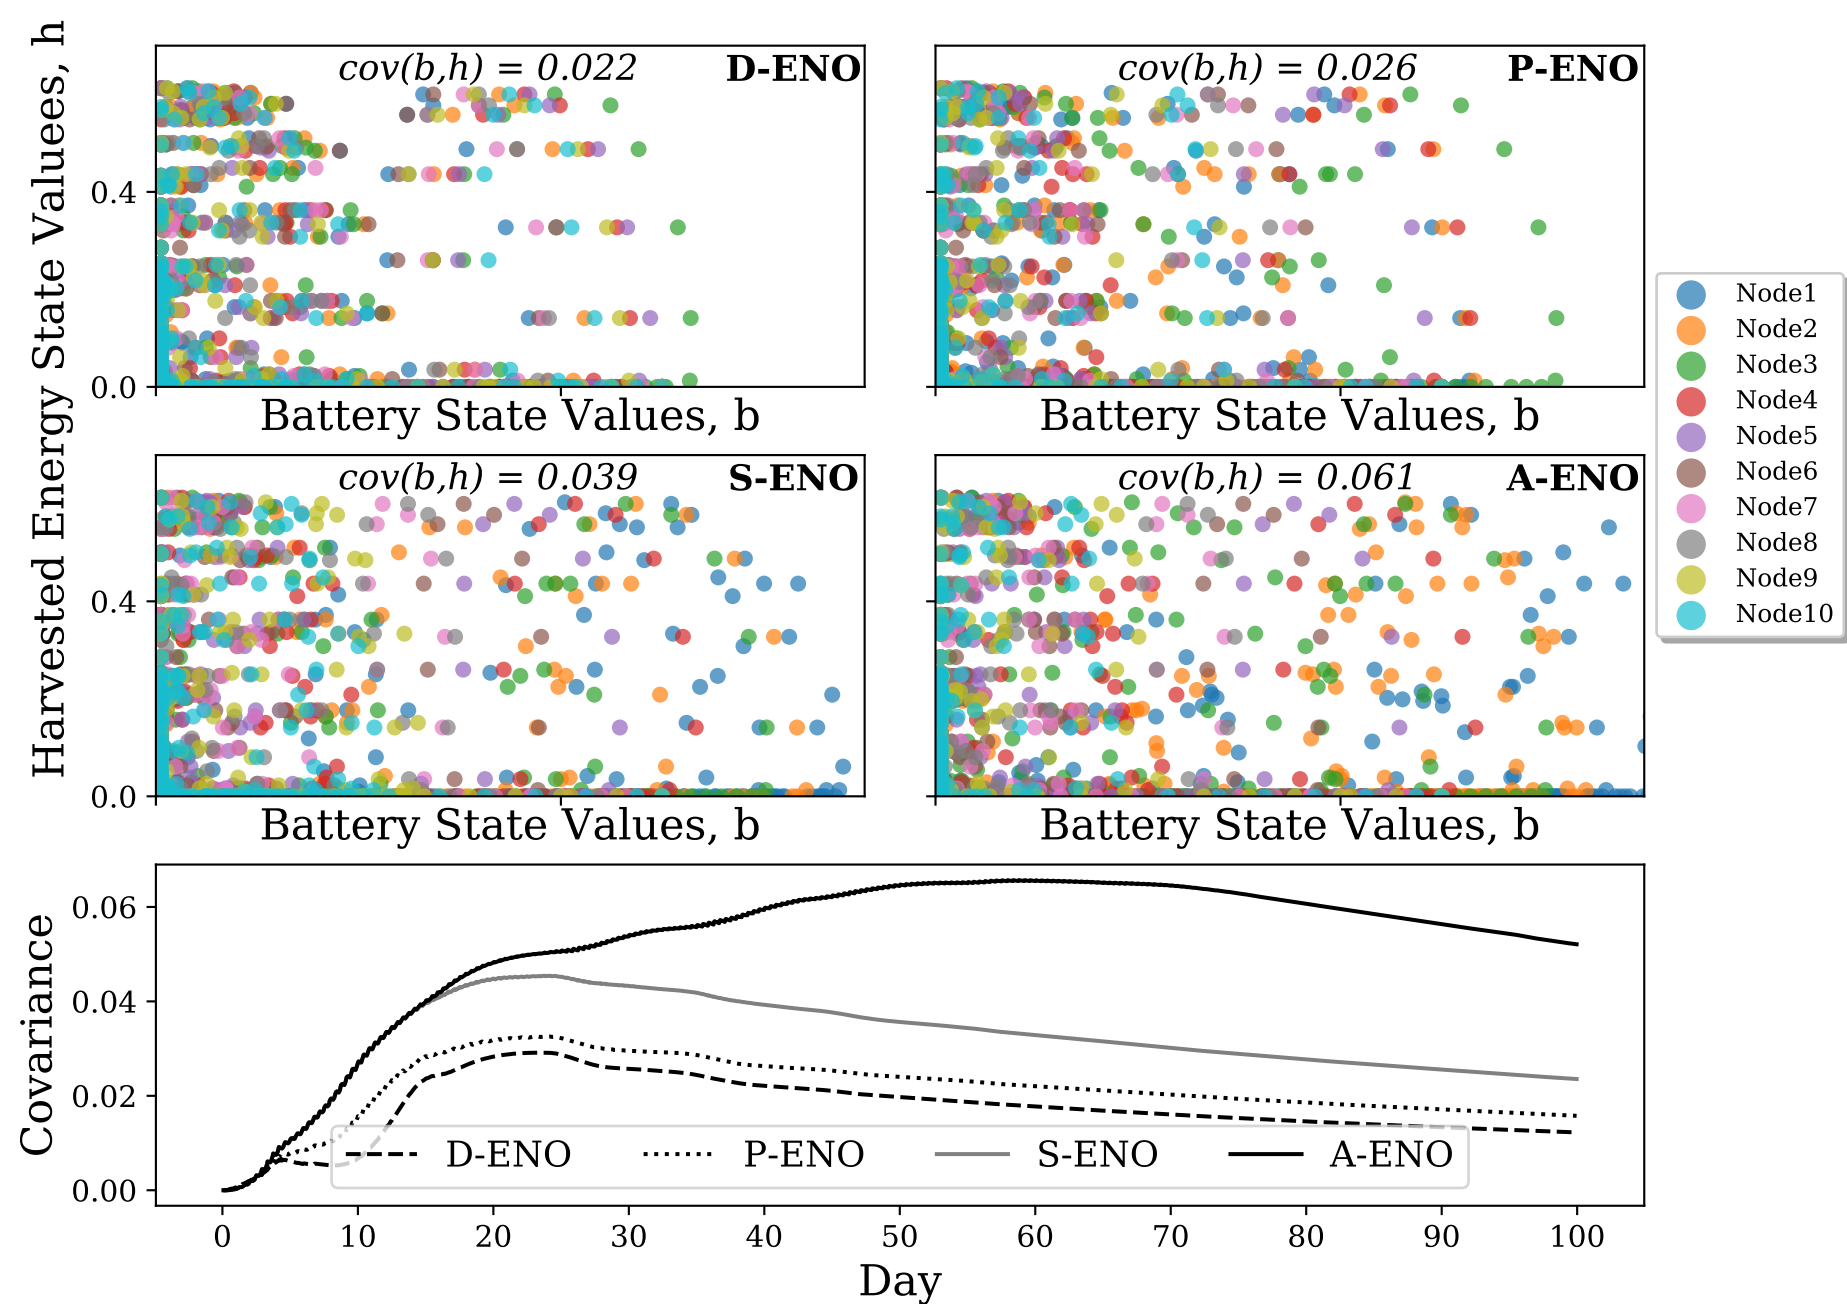 Harvested Energy State Valuees, h
cov(b,h) = 0.022
D-ENO
0.4
0.0
Battery State Values, b
cov(b,h) = 0.026
P-ENO
Battery State Values, b
cov(b,h) = 0.039
S-ENO
0.4
0.0
Battery State Values, b
cov(b,h) = 0.061
A-ENO
Battery State Values, b
Node1
Node2
Node3
Node4
Node5
Node6
Node7
Node8
Node9
Node10
Covariance
0.06
0.04
0.02
0.00
D-ENO P-ENO S-ENO A-ENO
0 10 20 30 40 50 60 70 80 90 100
Day